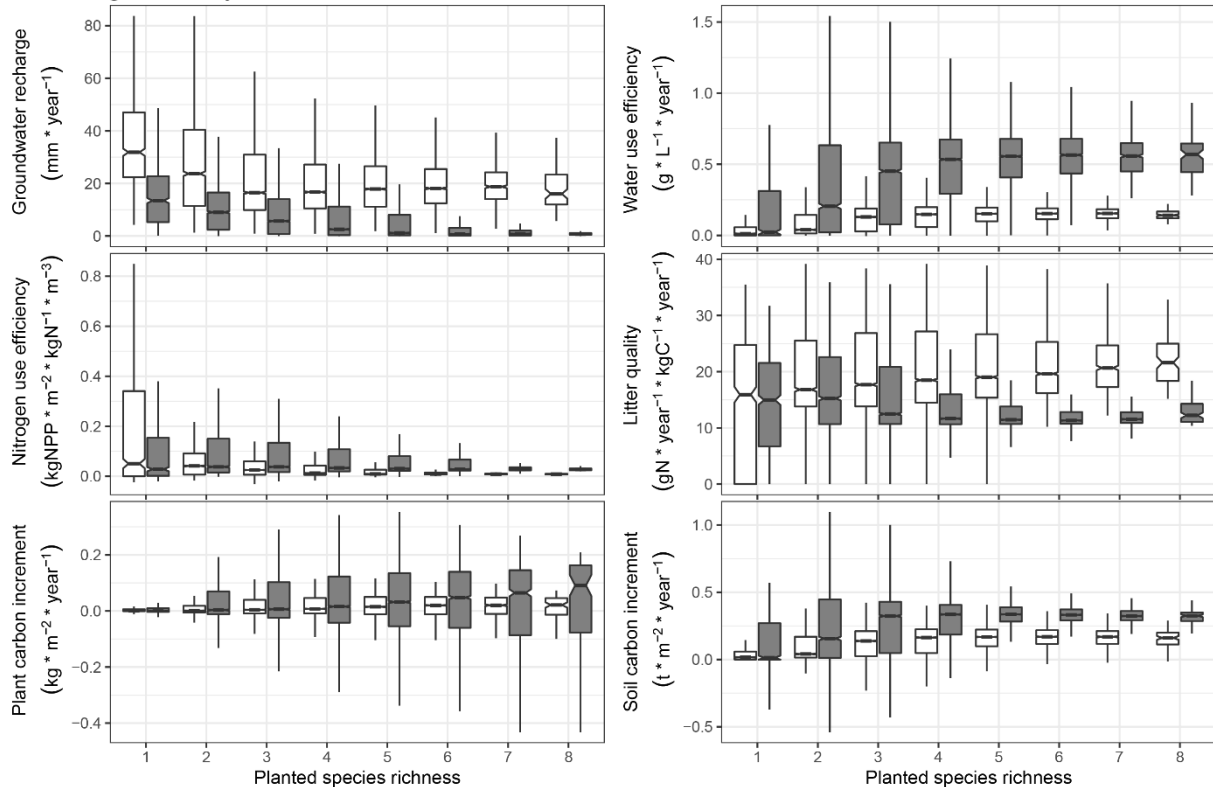 Groundwater recharge
(mm * year⁻¹)
80
60
40
20
0
Water use efficiency
(g * L⁻¹ * year⁻¹)
1.5
1.0
0.5
0.0
Nitrogen use efficiency
(kgNPP * m⁻² * kgN⁻¹ * m⁻³)
0.8
0.6
0.4
0.2
0.0
Litter quality
(gN * year⁻¹ * kgC⁻¹ * year⁻¹)
40
30
20
10
0
Plant carbon increment
(kg * m⁻² * year⁻¹)
0.2
0.0
−0.2
−0.4
1 2 3 4 5 6 7 8
Planted species richness
Soil carbon increment
(t * m⁻² * year⁻¹)
1.0
0.5
0.0
−0.5
1 2 3 4 5 6 7 8
Planted species richness